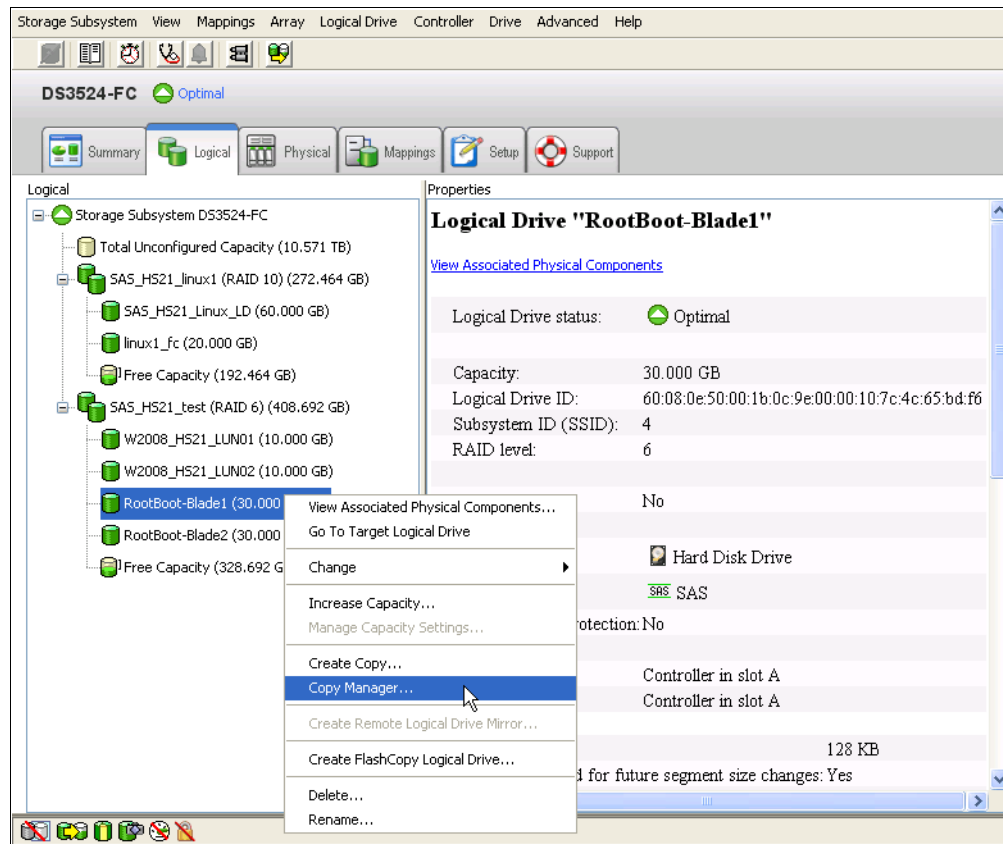 Storage Subsystem View Mappings Array Logical Drive Controller Drive Advanced Help
DS3524-FC Optimal
Summary Logical Physical Mappings Setup Support
Logical
Storage Subsystem DS3524-FC
Total Unconfigured Capacity (10.571 TB)
SAS_HS21_linux1 (RAID 10) (272.464 GB)
SAS_HS21_Linux_LD (60.000 GB)
linux1_fc (20.000 GB)
Free Capacity (192.464 GB)
SAS_HS21_test (RAID 6) (408.692 GB)
W2008_HS21_LUN01 (10.000 GB)
W2008_HS21_LUN02 (10.000 GB)
RootBoot-Blade1 (30.000
RootBoot-Blade2 (30.000
Free Capacity (328.692 G
View Associated Physical Components...
Go To Target Logical Drive
Change
Increase Capacity...
Manage Capacity Settings...
Create Copy...
Copy Manager...
Create Remote Logical Drive Mirror...
Create FlashCopy Logical Drive...
Delete...
Rename...
Properties
Logical Drive "RootBoot-Blade1"
View Associated Physical Components
Logical Drive status: Optimal
Capacity: 30.000 GB
Logical Drive ID: 60:08:0e:50:00:1b:0c:9e:00:00:10:7c:4c:65:bd:f6
Subsystem ID (SSID): 4
RAID level: 6
No
Hard Disk Drive
SAS SAS
otection: No
Controller in slot A
Controller in slot A
128 KB
d for future segment size changes: Yes